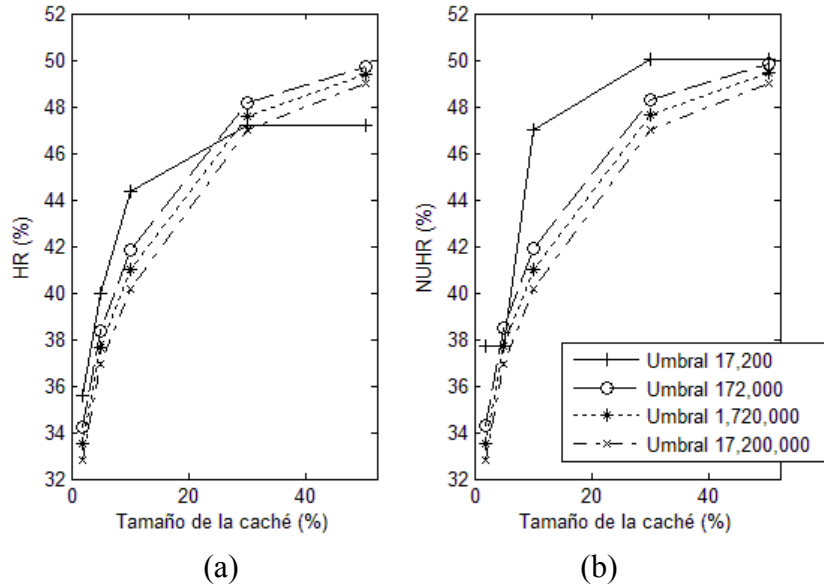 52
50
48
46
44
42
40
38
36
34
32
HR (%)
0 20 40
Tamaño de la caché (%)
(a)
52
50
48
46
44
42
40
38
36
34
32
NUHR (%)
0 20 40
Tamaño de la caché (%)
Umbral 17,200
Umbral 172,000
Umbral 1,720,000
Umbral 17,200,000
(b)